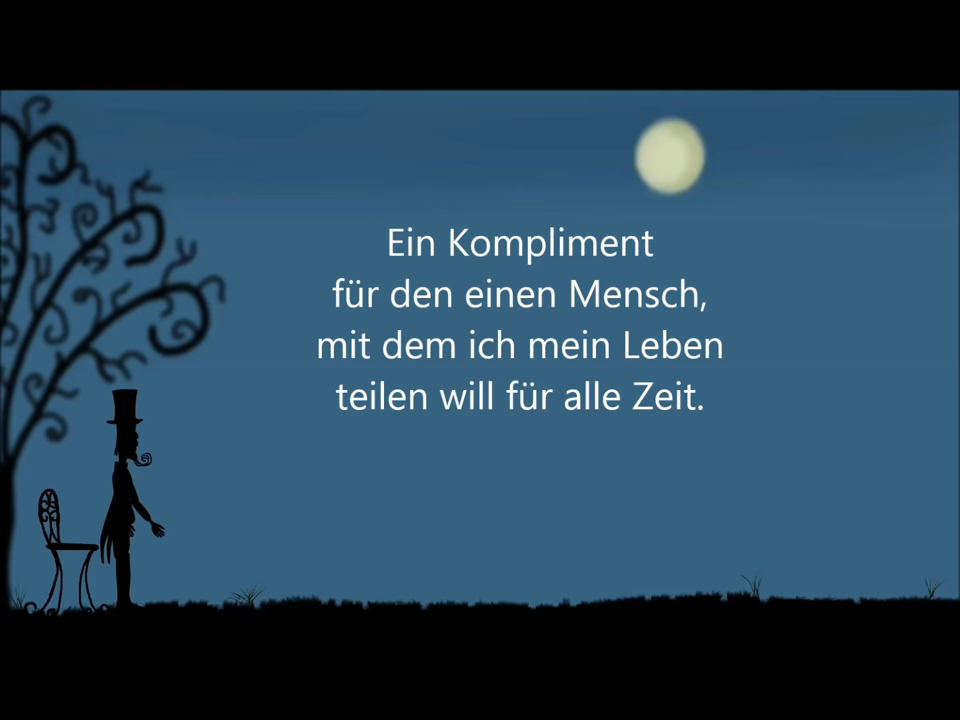 Ein Kompliment
für den einen Mensch,
mit dem ich mein Leben
teilen will für alle Zeit.